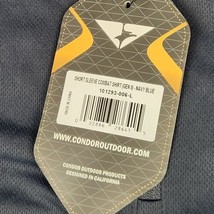 SHORT SLEEVE COMBAT SHIRT (GEN II) - NAVY BLUE
101293-006-L
WWW.CONDOROUTDOOR.COM
CONDOR OUTDOOR PRODUCTS
DESIGNED IN CALIFORNIA